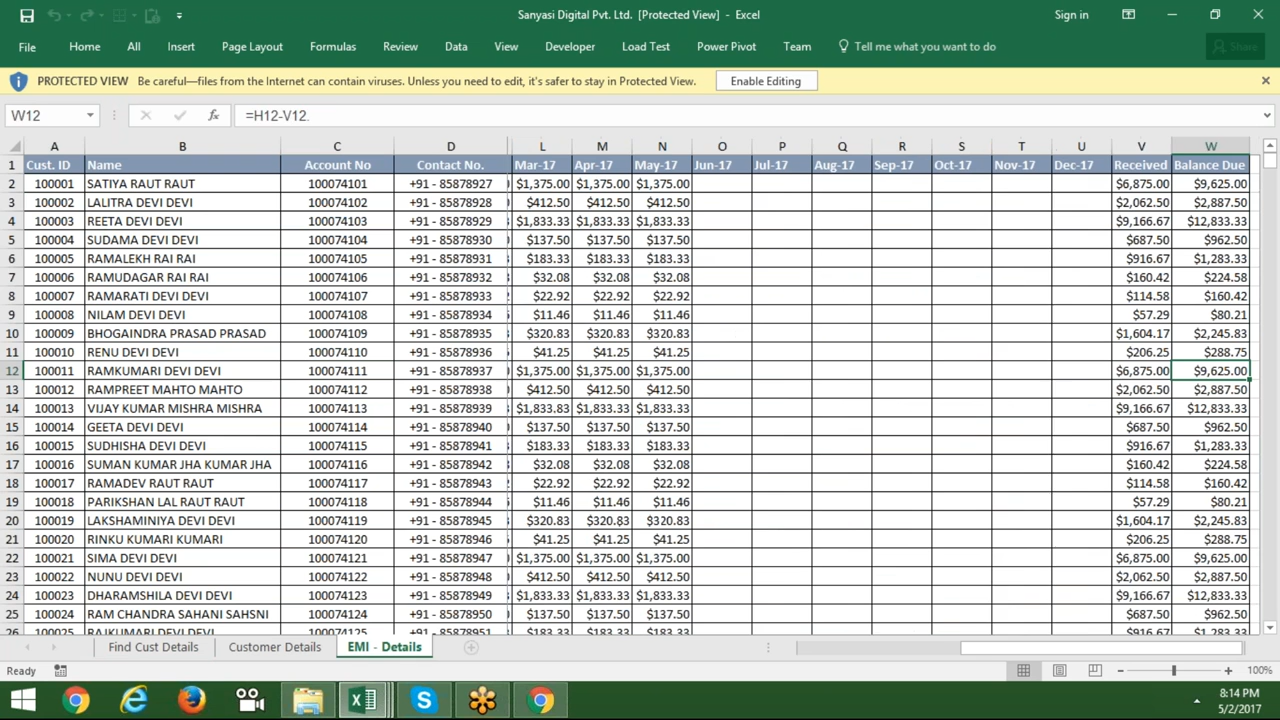 Sanyasi Digital Pvt. Ltd. [Protected View] - Excel
Sign in
File Home All Insert Page Layout Formulas Review Data View Developer Load Test Power Pivot Team Tell me what you want to do Share
PROTECTED VIEW Be careful—files from the Internet can contain viruses. Unless you need to edit, it's safer to stay in Protected View. Enable Editing
W12 fx =H12-V12.
A B C D L M N O P Q R S T U V W
1 Cust. ID Name Account No Contact No. Mar-17 Apr-17 May-17 Jun-17 Jul-17 Aug-17 Sep-17 Oct-17 Nov-17 Dec-17 Received Balance Due
2 100001 SATIYA RAUT RAUT 100074101 +91 - 85878927 $1,375.00 $1,375.00 $1,375.00 $6,875.00 $9,625.00
3 100002 LALITRA DEVI DEVI 100074102 +91 - 85878928 $412.50 $412.50 $412.50 $2,062.50 $2,887.50
4 100003 REETA DEVI DEVI 100074103 +91 - 85878929 $1,833.33 $1,833.33 $1,833.33 $9,166.67 $12,833.33
5 100004 SUDAMA DEVI DEVI 100074104 +91 - 85878930 $137.50 $137.50 $137.50 $687.50 $962.50
6 100005 RAMALEKH RAI RAI 100074105 +91 - 85878931 $183.33 $183.33 $183.33 $916.67 $1,283.33
7 100006 RAMUDAGAR RAI RAI 100074106 +91 - 85878932 $32.08 $32.08 $32.08 $160.42 $224.58
8 100007 RAMARATI DEVI DEVI 100074107 +91 - 85878933 $22.92 $22.92 $22.92 $114.58 $160.42
9 100008 NILAM DEVI DEVI 100074108 +91 - 85878934 $11.46 $11.46 $11.46 $57.29 $80.21
10 100009 BHOGAINDRA PRASAD PRASAD 100074109 +91 - 85878935 $320.83 $320.83 $320.83 $1,604.17 $2,245.83
11 100010 RENU DEVI DEVI 100074110 +91 - 85878936 $41.25 $41.25 $41.25 $206.25 $288.75
12 100011 RAMKUMARI DEVI DEVI 100074111 +91 - 85878937 $1,375.00 $1,375.00 $1,375.00 $6,875.00 $9,625.00
13 100012 RAMPREET MAHTO MAHTO 100074112 +91 - 85878938 $412.50 $412.50 $412.50 $2,062.50 $2,887.50
14 100013 VIJAY KUMAR MISHRA MISHRA 100074113 +91 - 85878939 $1,833.83 $1,833.33 $1,833.33 $9,166.67 $12,833.33
15 100014 GEETA DEVI DEVI 100074114 +91 - 85878940 $137.50 $137.50 $137.50 $687.50 $962.50
16 100015 SUDHISHA DEVI DEVI 100074115 +91 - 85878941 $183.33 $183.33 $183.33 $916.67 $1,283.33
17 100016 SUMAN KUMAR JHA KUMAR JHA 100074116 +91 - 85878942 $32.08 $32.08 $32.08 $160.42 $224.58
18 100017 RAMADEV RAUT RAUT 100074117 +91 - 85878943 $22.92 $22.92 $22.92 $114.58 $160.42
19 100018 PARIKSHAN LAL RAUT RAUT 100074118 +91 - 85878944 $11.46 $11.46 $11.46 $57.29 $80.21
20 100019 LAKSHAMINIYA DEVI DEVI 100074119 +91 - 85878945 $320.83 $320.83 $320.83 $1,604.17 $2,245.83
21 100020 RINKU KUMARI KUMARI 100074120 +91 - 85878946 $41.25 $41.25 $41.25 $206.25 $288.75
22 100021 SIMA DEVI DEVI 100074121 +91 - 85878947 $1,375.00 $1,375.00 $1,375.00 $6,875.00 $9,625.00
23 100022 NUNU DEVI DEVI 100074122 +91 - 85878948 $412.50 $412.50 $412.50 $2,062.50 $2,887.50
24 100023 DHARAMSHILA DEVI DEVI 100074123 +91 - 85878949 $1,833.33 $1,833.33 $1,833.33 $9,166.67 $12,833.33
25 100024 RAM CHANDRA SAHANI SAHSNI 100074124 +91 - 85878950 $137.50 $137.50 $137.50 $687.50 $962.50
26 100025 RAJKUMARI DEVI DEVI 100074125 +91 - 85878951 $183.33 $183.33 $183.33 $916.67 $1,283.33
Find Cust Details Customer Details EMI - Details
Ready 100%
8:14 PM
5/2/2017